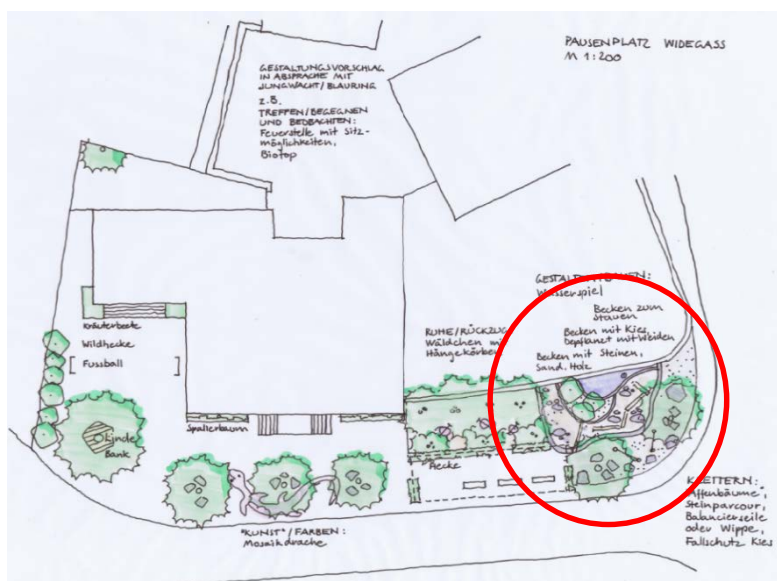 PAUSENPLATZ WIDEGASS
M 1:200
GESTALTUNGSVORSCHLAG
IN ABSPRACHE MIT
JUNGWACHT/BLAURING
z.B.
TREFFEN/BEGEGNEN
UND BEOBACHTEN:
Feuerstelle mit Sitz-
möglichkeiten,
Biotop
Kräuterbeete
Wildhecke
Fussball
Linde
Bank
Spalierbaum
"KUNST"/FARBEN:
Mosaikdrache
RUHE/RÜCKZUG
Wäldchen mit
Hängekörben
Hecke
Wasserspiel
Becken zum
stauen
Becken mit Kies,
bepflanzt mit Weiden
Becken mit Steinen,
Sand, Holz
KLETTERN:
"Affenbäume",
Steinparcour,
Balancierseile
oder Wippe,
Fallschutz Kies